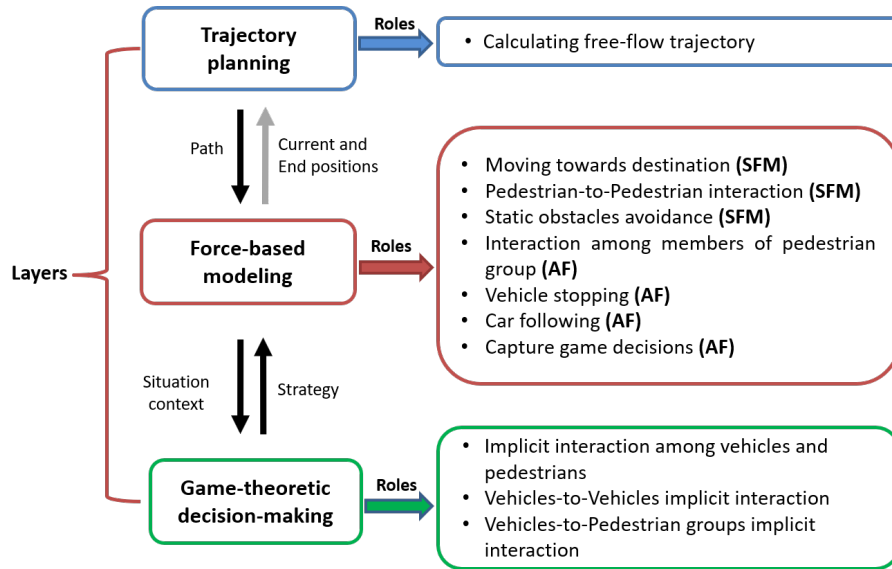 Trajectory
planning
Roles
• Calculating free-flow trajectory
Path
Current and
End positions
Layers
Force-based
modeling
Roles
• Moving towards destination (SFM)
• Pedestrian-to-Pedestrian interaction (SFM)
• Static obstacles avoidance (SFM)
• Interaction among members of pedestrian
group (AF)
• Vehicle stopping (AF)
• Car following (AF)
• Capture game decisions (AF)
Situation
context
Strategy
Game-theoretic
decision-making
Roles
• Implicit interaction among vehicles and
pedestrians
• Vehicles-to-Vehicles implicit interaction
• Vehicles-to-Pedestrian groups implicit
interaction